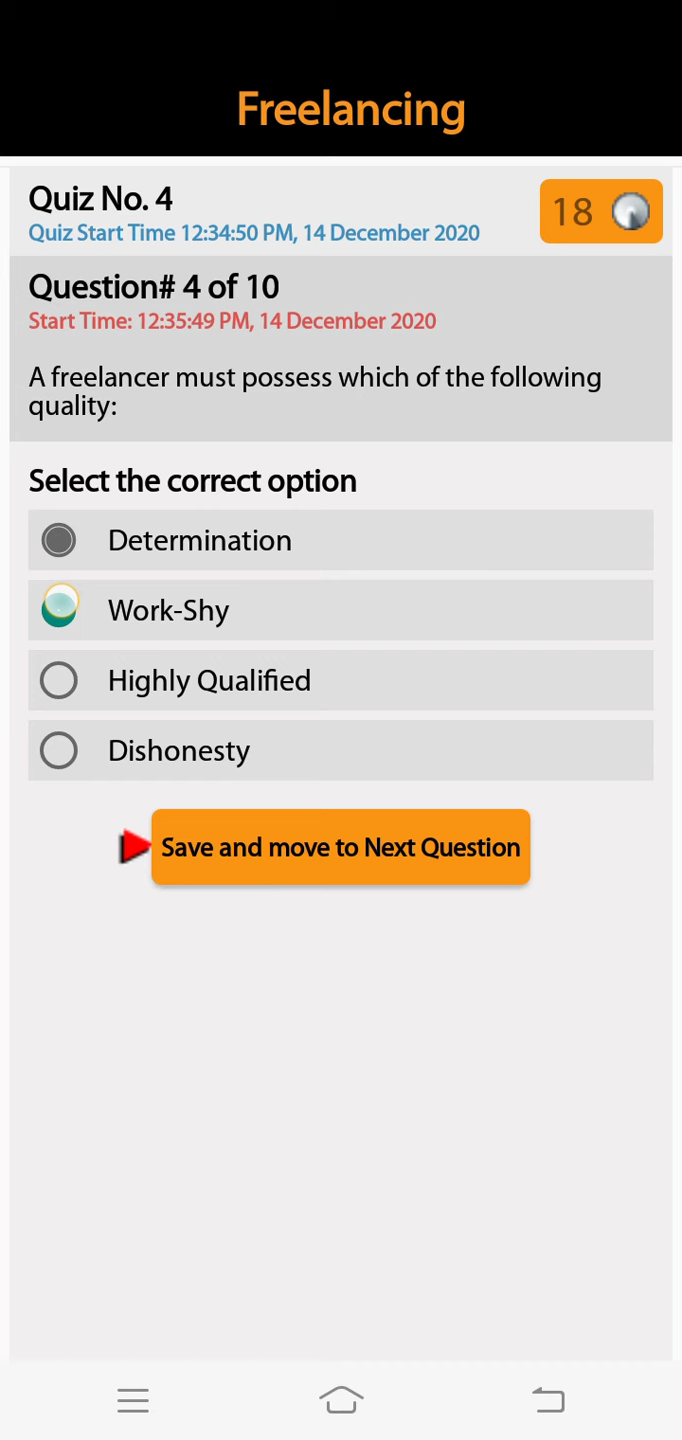 Freelancing
Quiz No. 4
18
Quiz Start Time 12:34:50 PM, 14 December 2020
Question# 4 of 10
Start Time: 12:35:49 PM, 14 December 2020
A freelancer must possess which of the following
quality:
Select the correct option
Determination
Work-Shy
Highly Qualified
Dishonesty
Save and move to Next Question